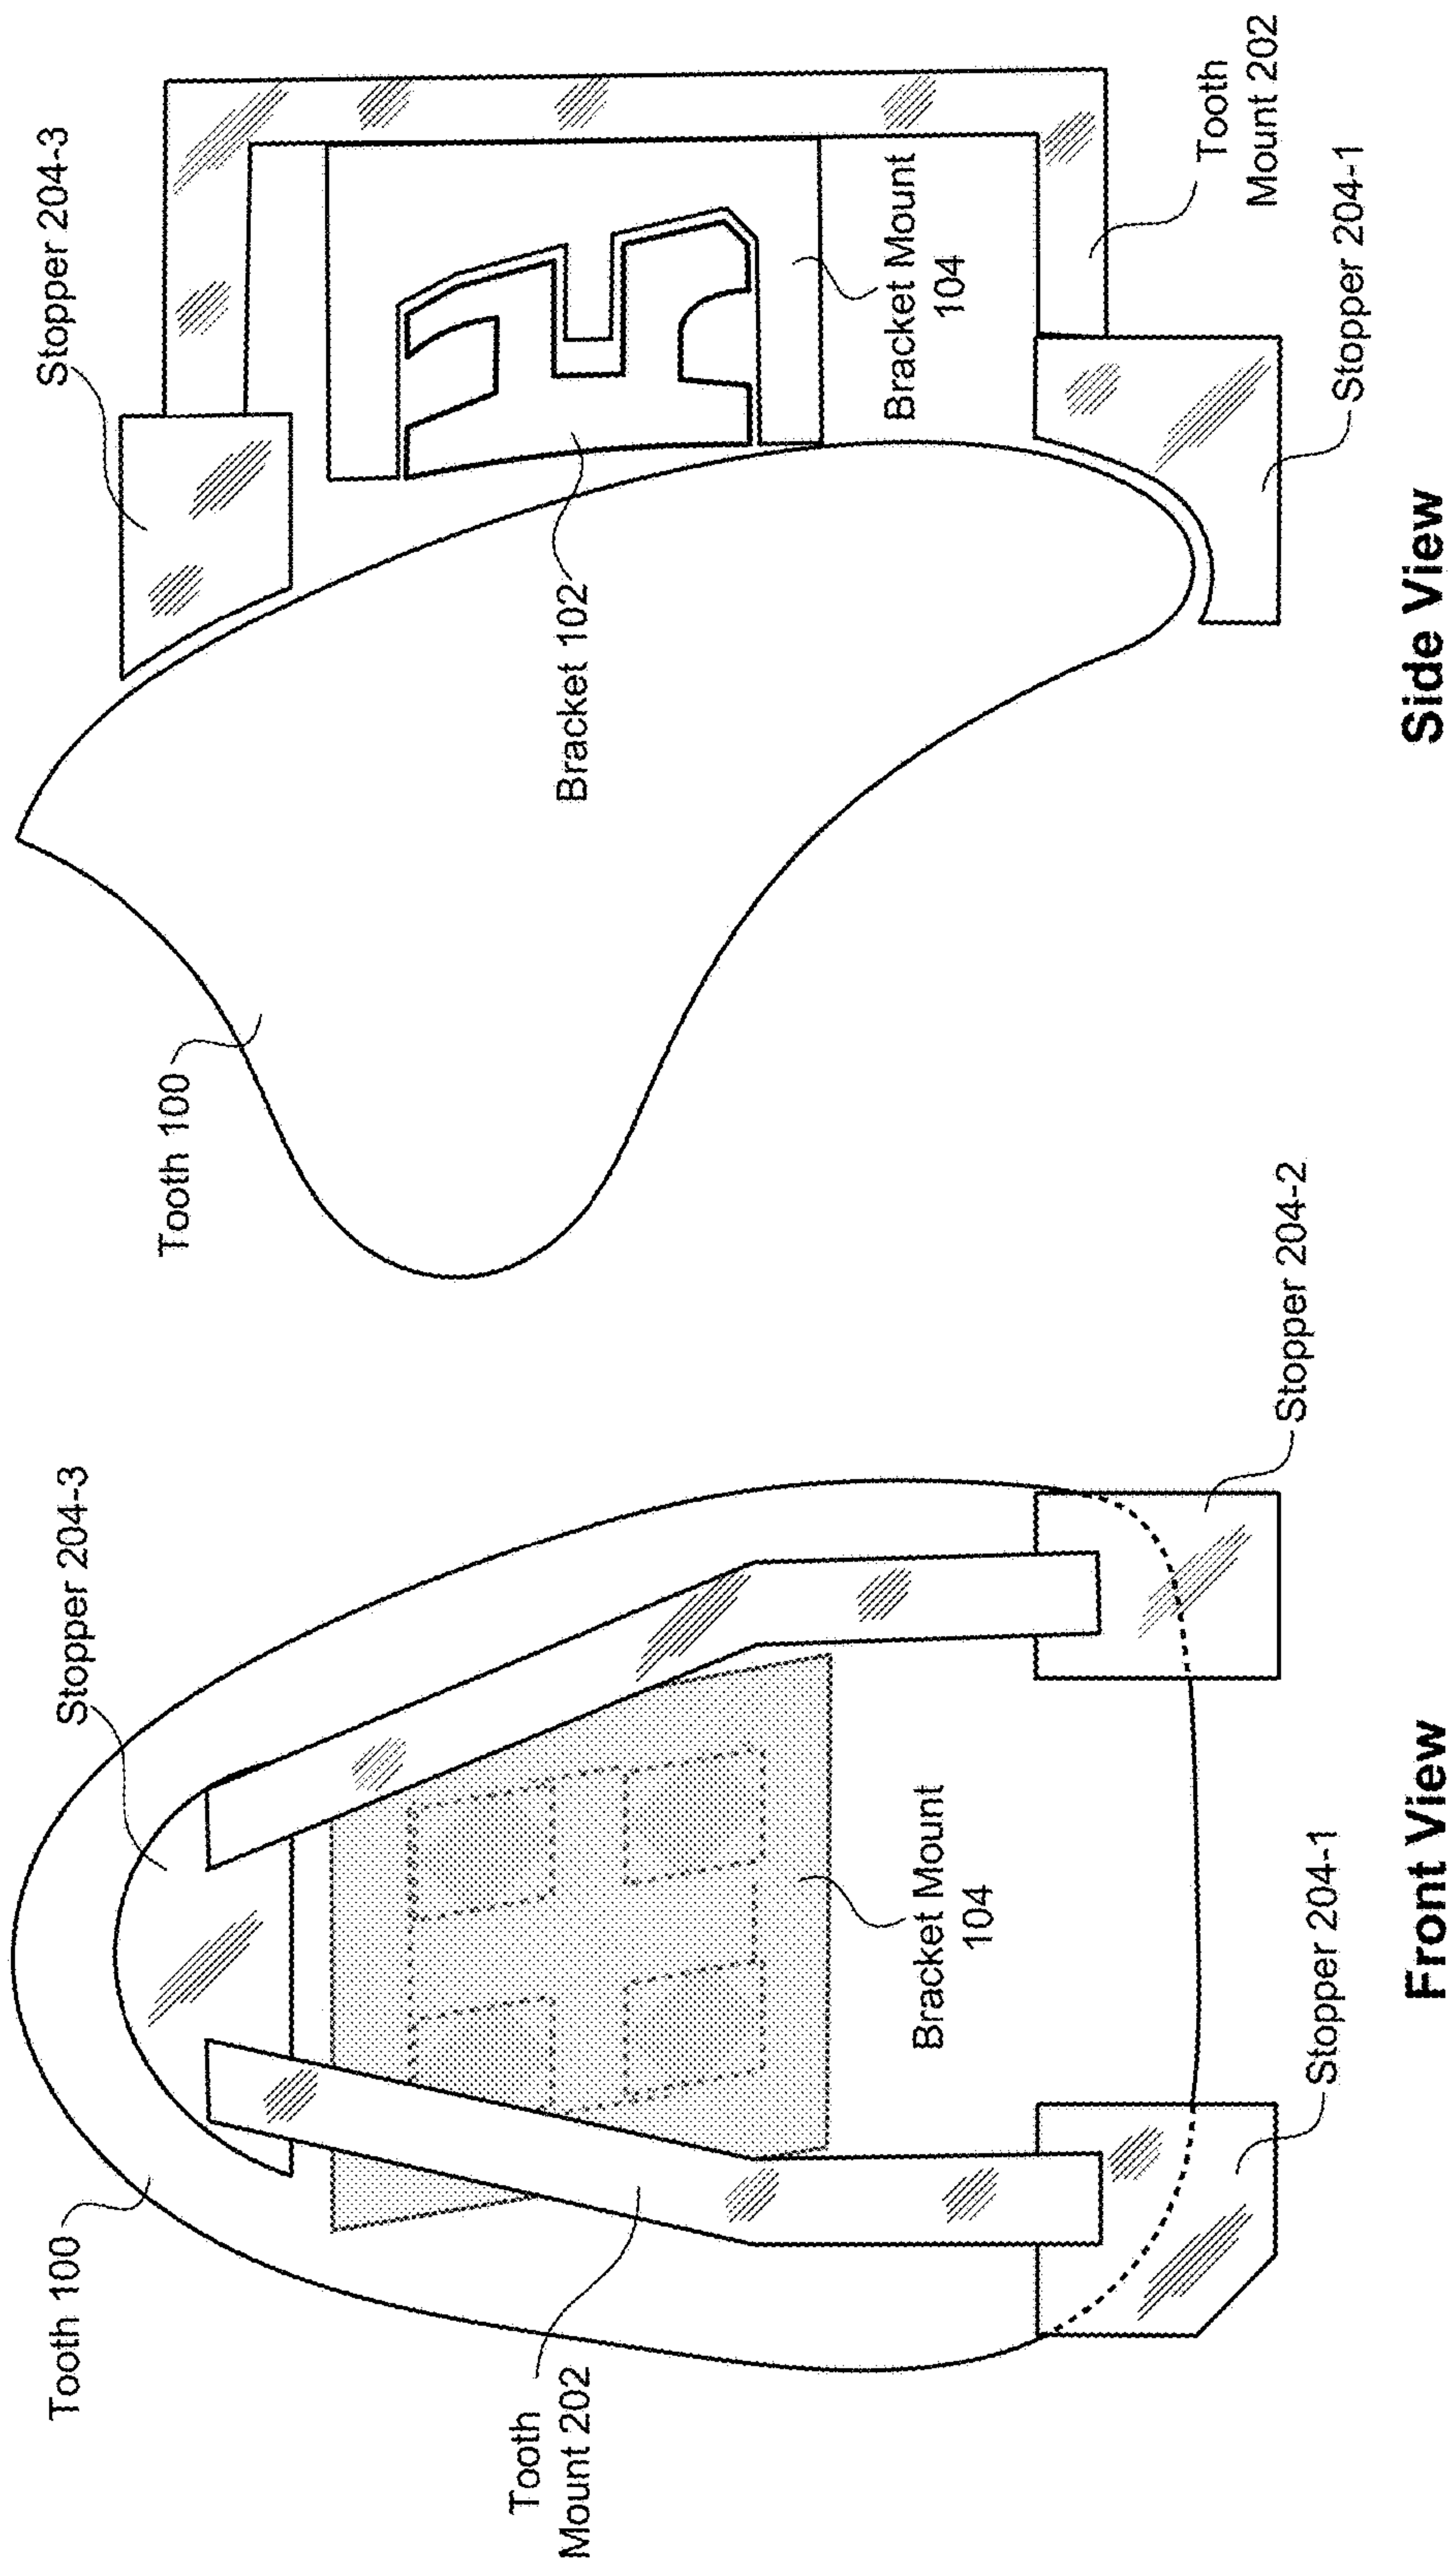 Tooth 100
Stopper 204-3
Tooth
Mount 202
Bracket Mount
104
Stopper 204-1
Stopper 204-2
Front View
Tooth 100
Stopper 204-3
Bracket 102
Bracket Mount
104
Tooth
Mount 202
Stopper 204-1
Side View